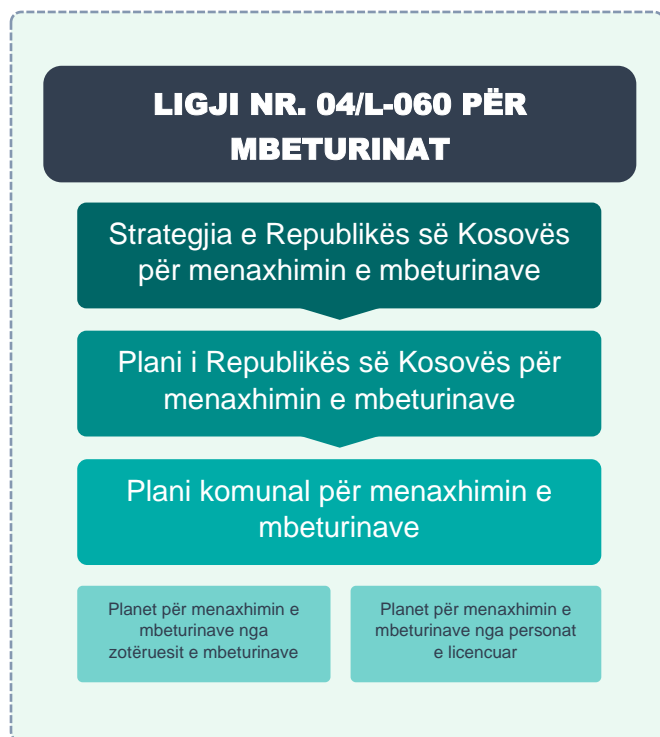 LIGJI NR. 04/L-060 PËR
MBETURINAT
Strategjia e Republikës së Kosovës
për menaxhimin e mbeturinave
Plani i Republikës së Kosovës për
menaxhimin e mbeturinave
Plani komunal për menaxhimin e
mbeturinave
Planet për menaxhimin e
mbeturinave nga
zotëruesit e mbeturinave
Planet për menaxhimin e
mbeturinave nga personat
e licencuar